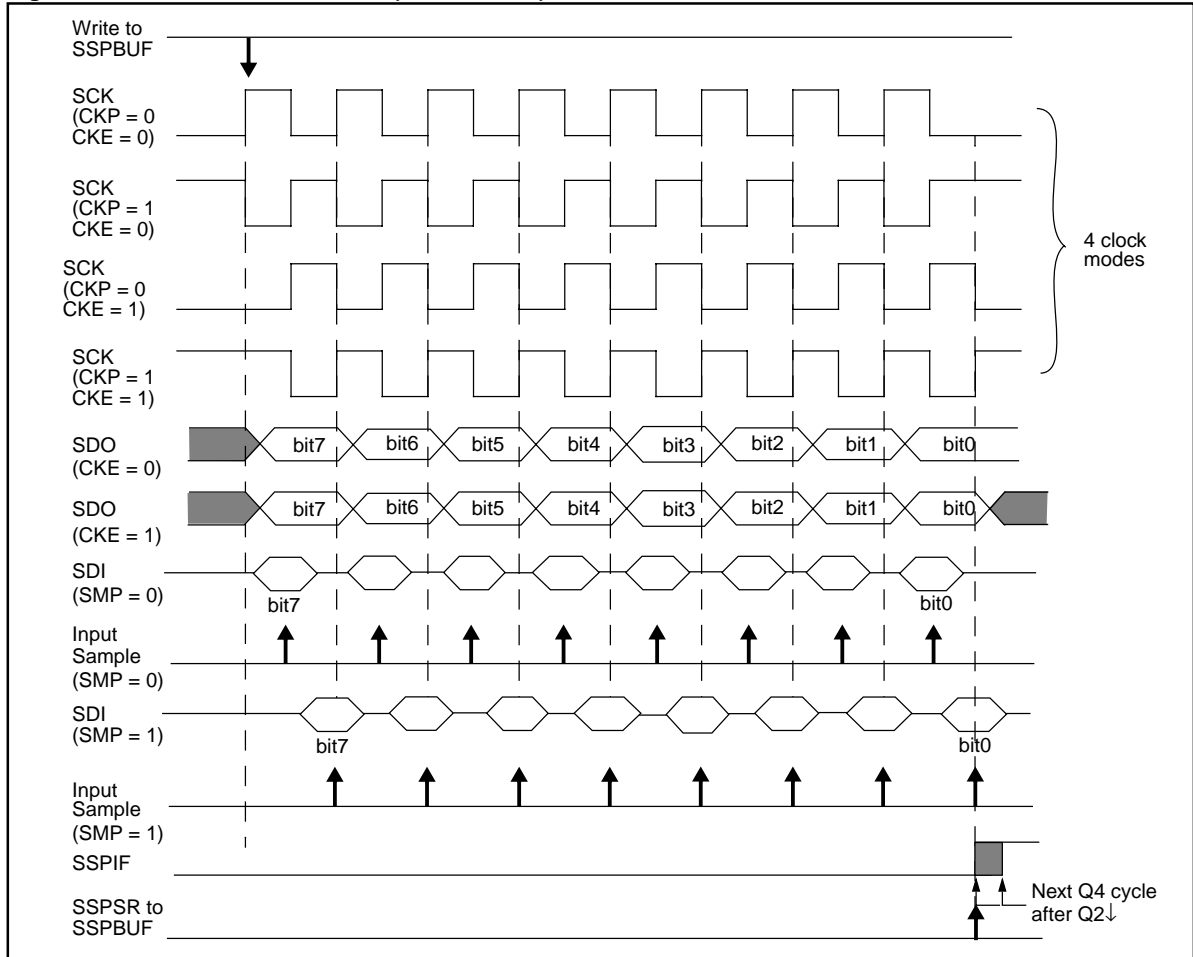 Write to
SSPBUF
SCK
(CKP = 0
CKE = 0)
SCK
(CKP = 1
CKE = 0)
SCK
(CKP = 0
CKE = 1)
SCK
(CKP = 1
CKE = 1)
4 clock
modes
SDO
(CKE = 0)
bit7 bit6 bit5 bit4 bit3 bit2 bit1 bit0
SDO
(CKE = 1)
bit7 bit6 bit5 bit4 bit3 bit2 bit1 bit0
SDI
(SMP = 0)
bit7 bit0
Input
Sample
(SMP = 0)
SDI
(SMP = 1)
bit7 bit0
Input
Sample
(SMP = 1)
SSPIF
SSPSR to
SSPBUF
Next Q4 cycle
after Q2↓